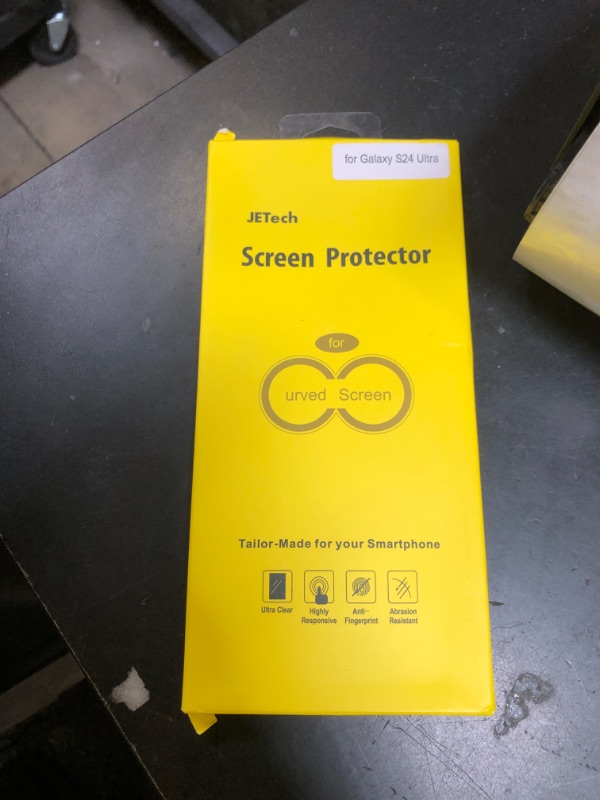 for Galaxy S24 Ultra
JETech
Screen Protector
for
urved Screen
Tailor-Made for your Smartphone
Ultra Clear
Highly
Responsive
Anti-
Fingerprint
Abrasion
Resistant